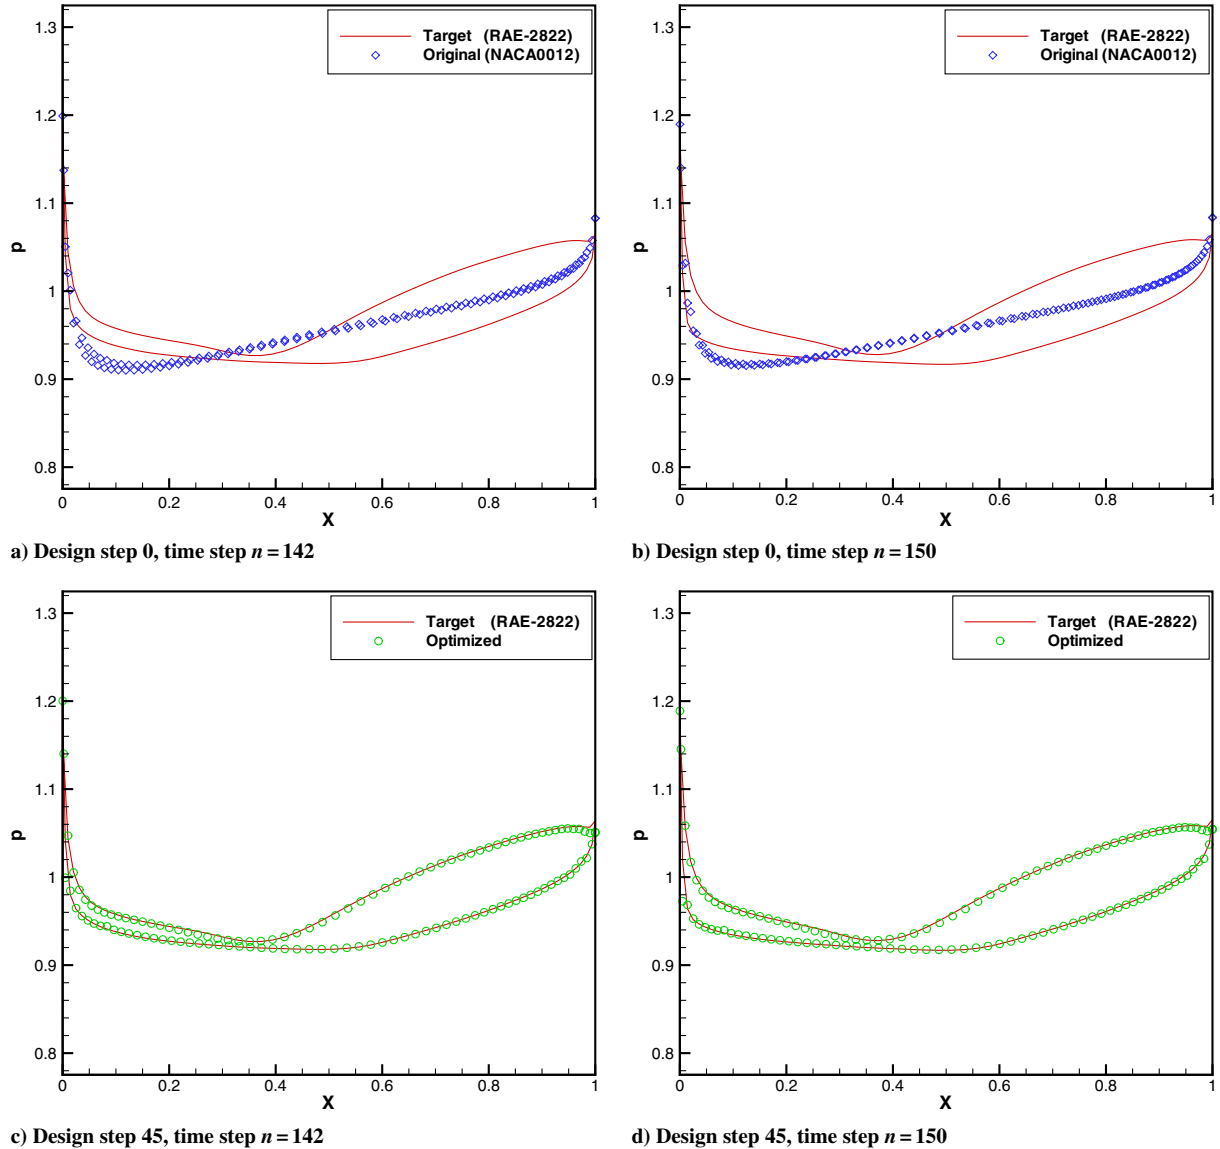 1.3
1.2
1.1
1
0.9
0.8
p
0
0.2
0.4
0.6
0.8
1
X
Target (RAE-2822)
Original (NACA0012)
a) Design step 0, time step n = 142
1.3
1.2
1.1
1
0.9
0.8
p
0
0.2
0.4
0.6
0.8
1
X
Target (RAE-2822)
Original (NACA0012)
b) Design step 0, time step n = 150
1.3
1.2
1.1
1
0.9
0.8
p
0
0.2
0.4
0.6
0.8
1
X
Target (RAE-2822)
Optimized
c) Design step 45, time step n = 142
1.3
1.2
1.1
1
0.9
0.8
p
0
0.2
0.4
0.6
0.8
1
X
Target (RAE-2822)
Optimized
d) Design step 45, time step n = 150